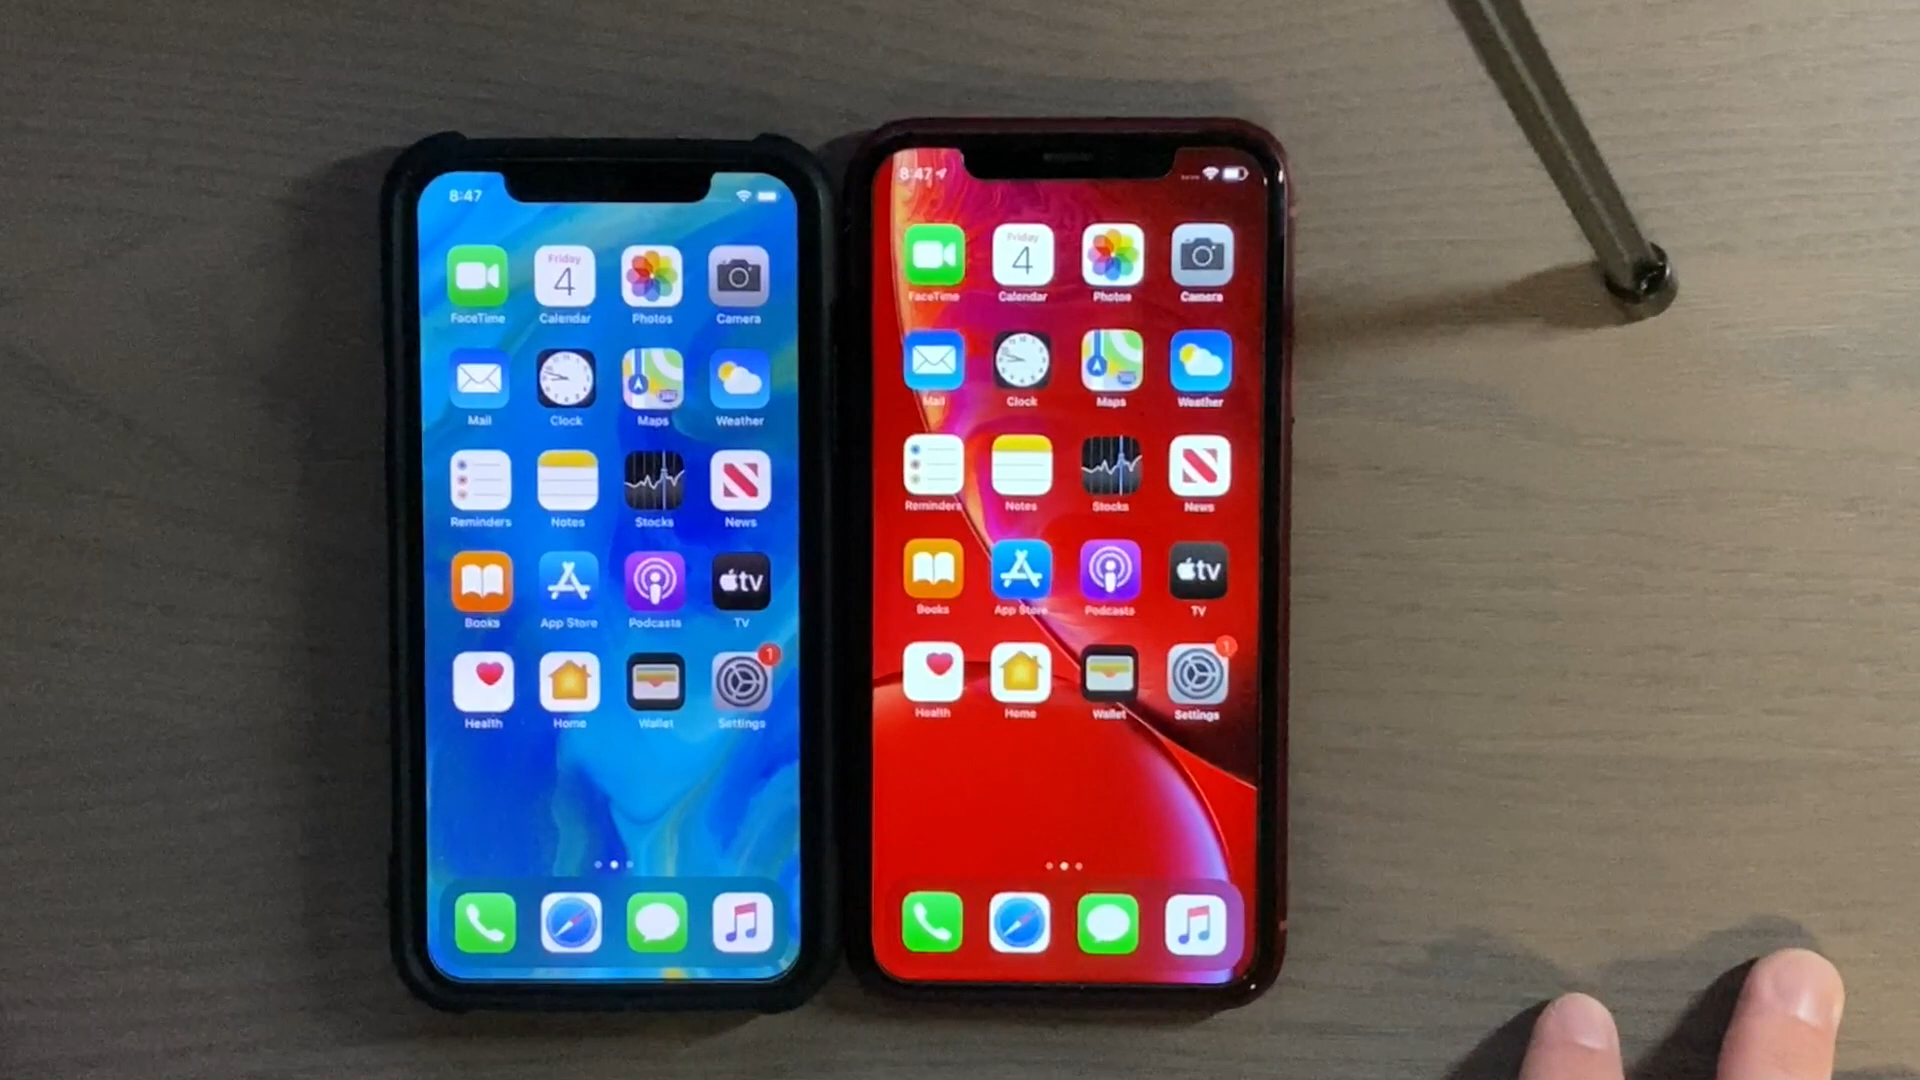 8:47
Friday
4
FaceTime Calendar Photos Camera
Mail Clock Maps Weather
Reminders Notes Stocks News
tv
Books App Store Podcasts TV
1
Health Home Wallet Settings
8:47
Friday
4
FaceTime Calendar Photos Camera
Mail Clock Maps Weather
Reminders Notes Stocks News
tv
Books App Store Podcasts TV
1
Health Home Wallet Settings